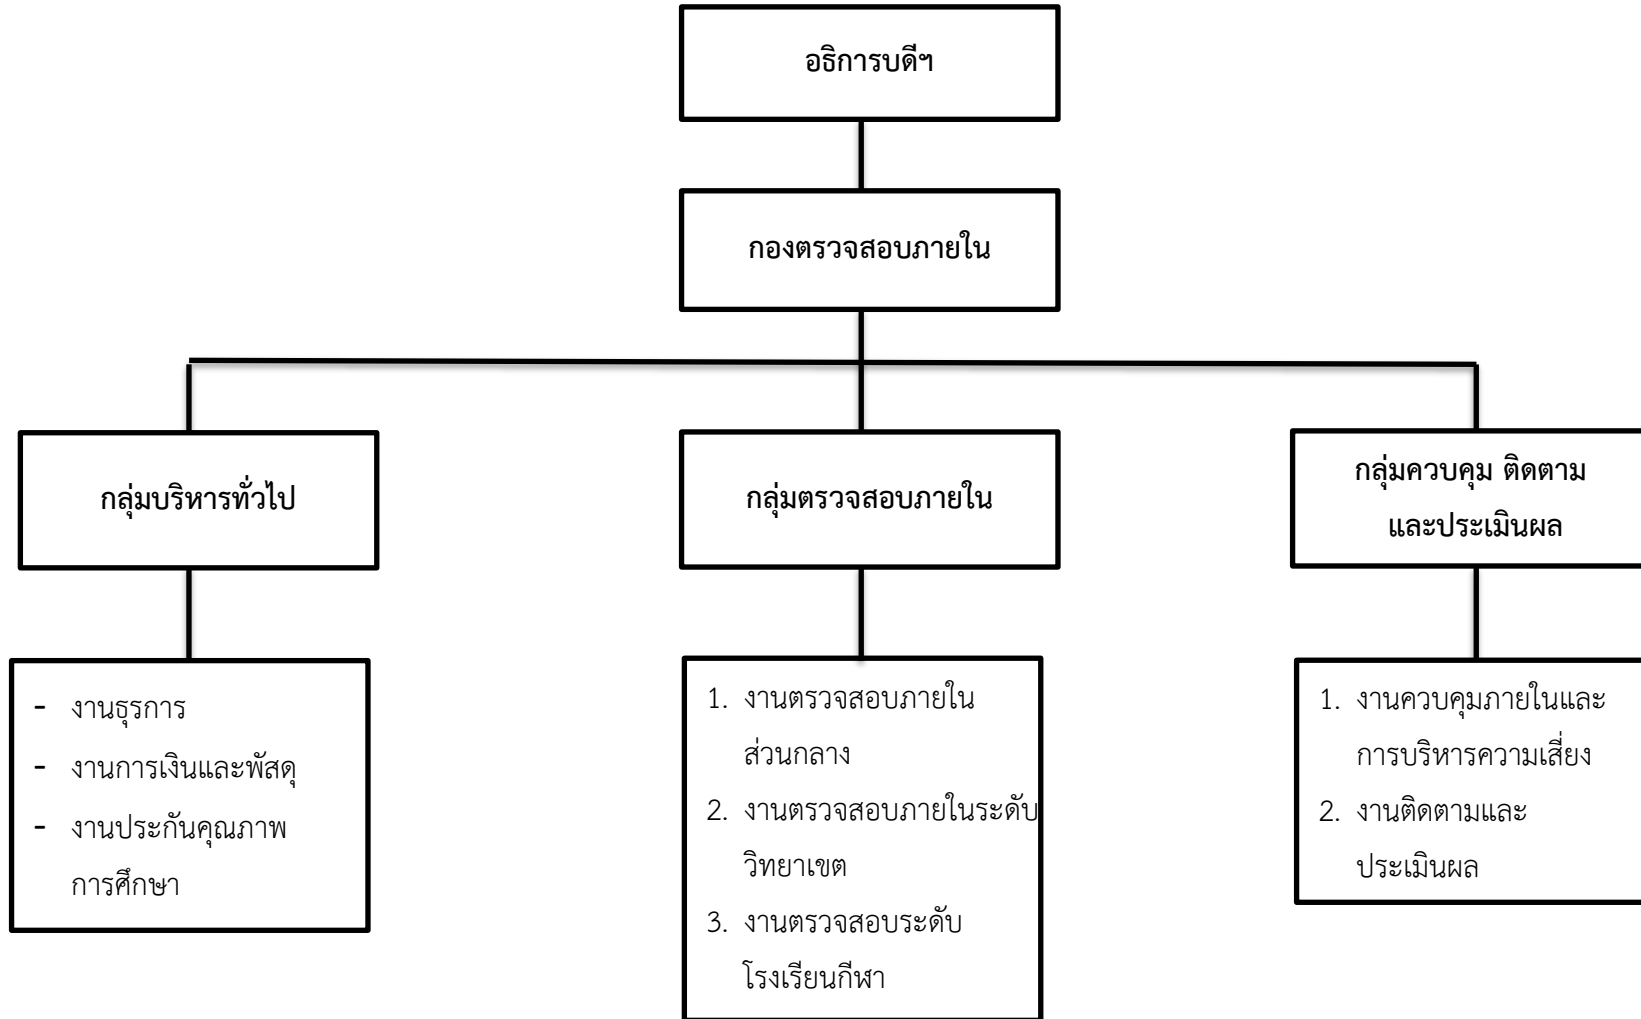 อธิการบดีฯ
กองตรวจสอบภายใน
กลุ่มบริหารทั่วไป
กลุ่มตรวจสอบภายใน
กลุ่มควบคุม ติดตาม
และประเมินผล
- งานธุรการ
- งานการเงินและพัสดุ
- งานประกันคุณภาพ
การศึกษา
1. งานตรวจสอบภายใน
ส่วนกลาง
2. งานตรวจสอบภายในระดับ
วิทยาเขต
3. งานตรวจสอบระดับ
โรงเรียนกีฬา
1. งานควบคุมภายในและ
การบริหารความเสี่ยง
2. งานติดตามและ
ประเมินผล